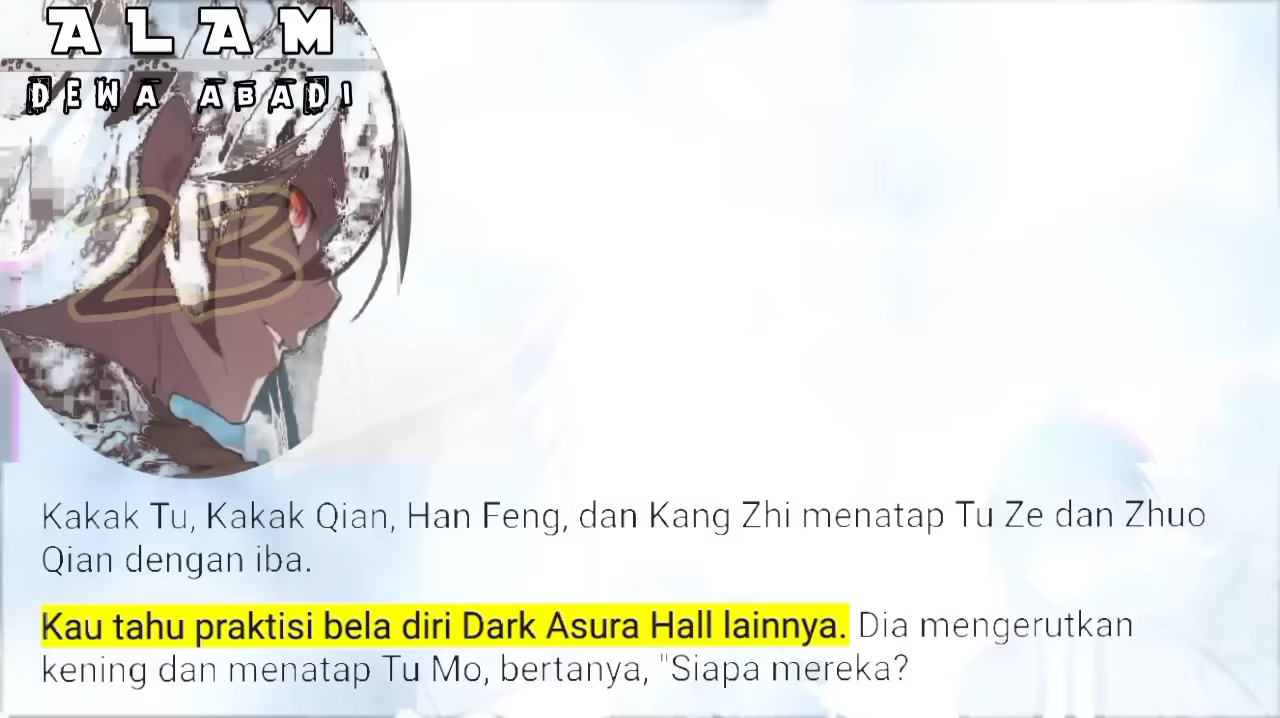 ALAM
DEWA ABADI
23
Kakak Tu, Kakak Qian, Han Feng, dan Kang Zhi menatap Tu Ze dan Zhuo
Qian dengan iba.
Kau tahu praktisi bela diri Dark Asura Hall lainnya. Dia mengerutkan
kening dan menatap Tu Mo, bertanya, "Siapa mereka?